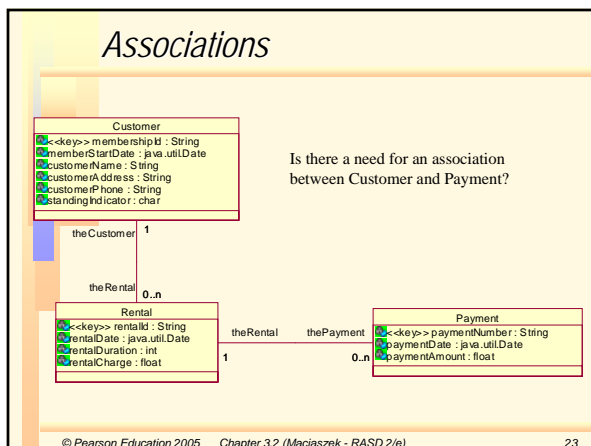 Associations
Customer
<<key>> membershipId : String
memberStartDate : java.util.Date
customerName : String
customerAddress : String
customerPhone : String
standingIndicator : char
Is there a need for an association
between Customer and Payment?
theCustomer 1
theRental 0..n
Rental
<<key>> rentalId : String
rentalDate : java.util.Date
rentalDuration : int
rentalCharge : float
theRental thePayment
1 0..n
Payment
<<key>> paymentNumber : String
paymentDate : java.util.Date
paymentAmount : float
© Pearson Education 2005 Chapter 3.2 (Maciaszek - RASD 2/e) 23